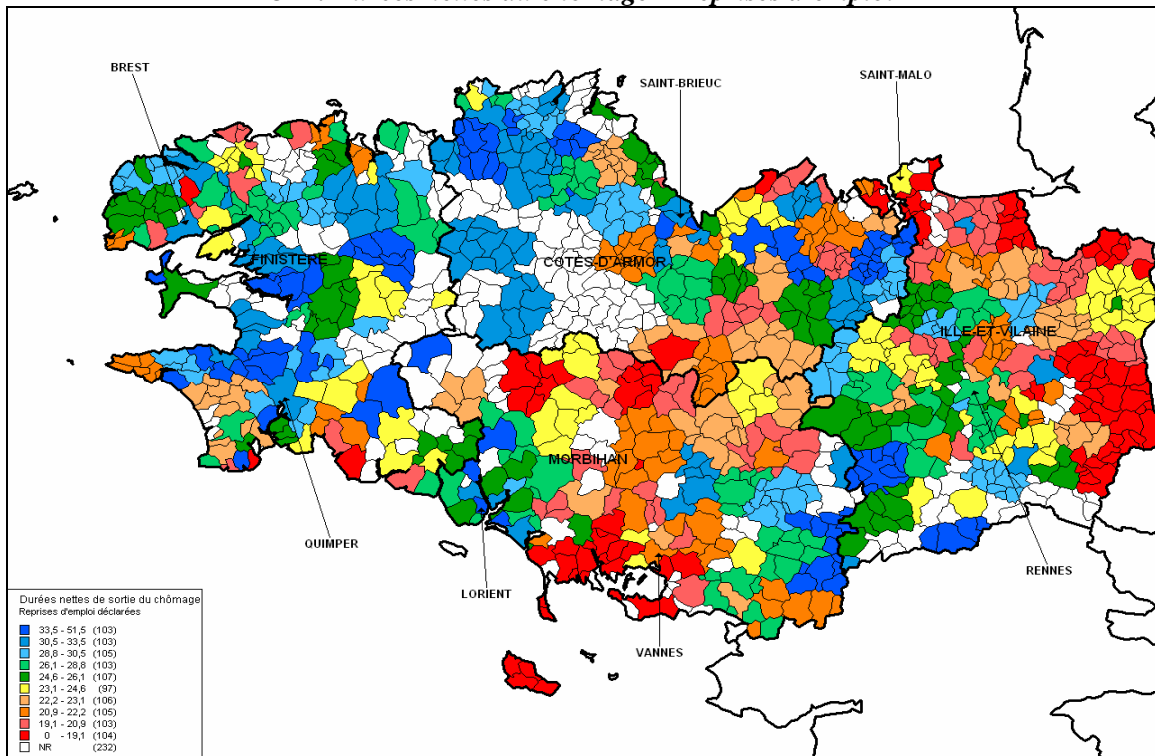 BREST
SAINT-BRIEUC
SAINT-MALO
FINISTERE
COTES-D'ARMOR
ILLE-ET-VILAINE
MORBIHAN
QUIMPER
LORIENT
VANNES
RENNES
Durées nettes de sortie du chômage
Reprises d'emploi déclarées
33,5 - 51,5 (103)
30,5 - 33,5 (103)
28,8 - 30,5 (105)
26,1 - 28,8 (103)
24,6 - 26,1 (107)
23,1 - 24,6 (97)
22,2 - 23,1 (106)
20,9 - 22,2 (105)
19,1 - 20,9 (103)
0 - 19,1 (104)
NR (232)